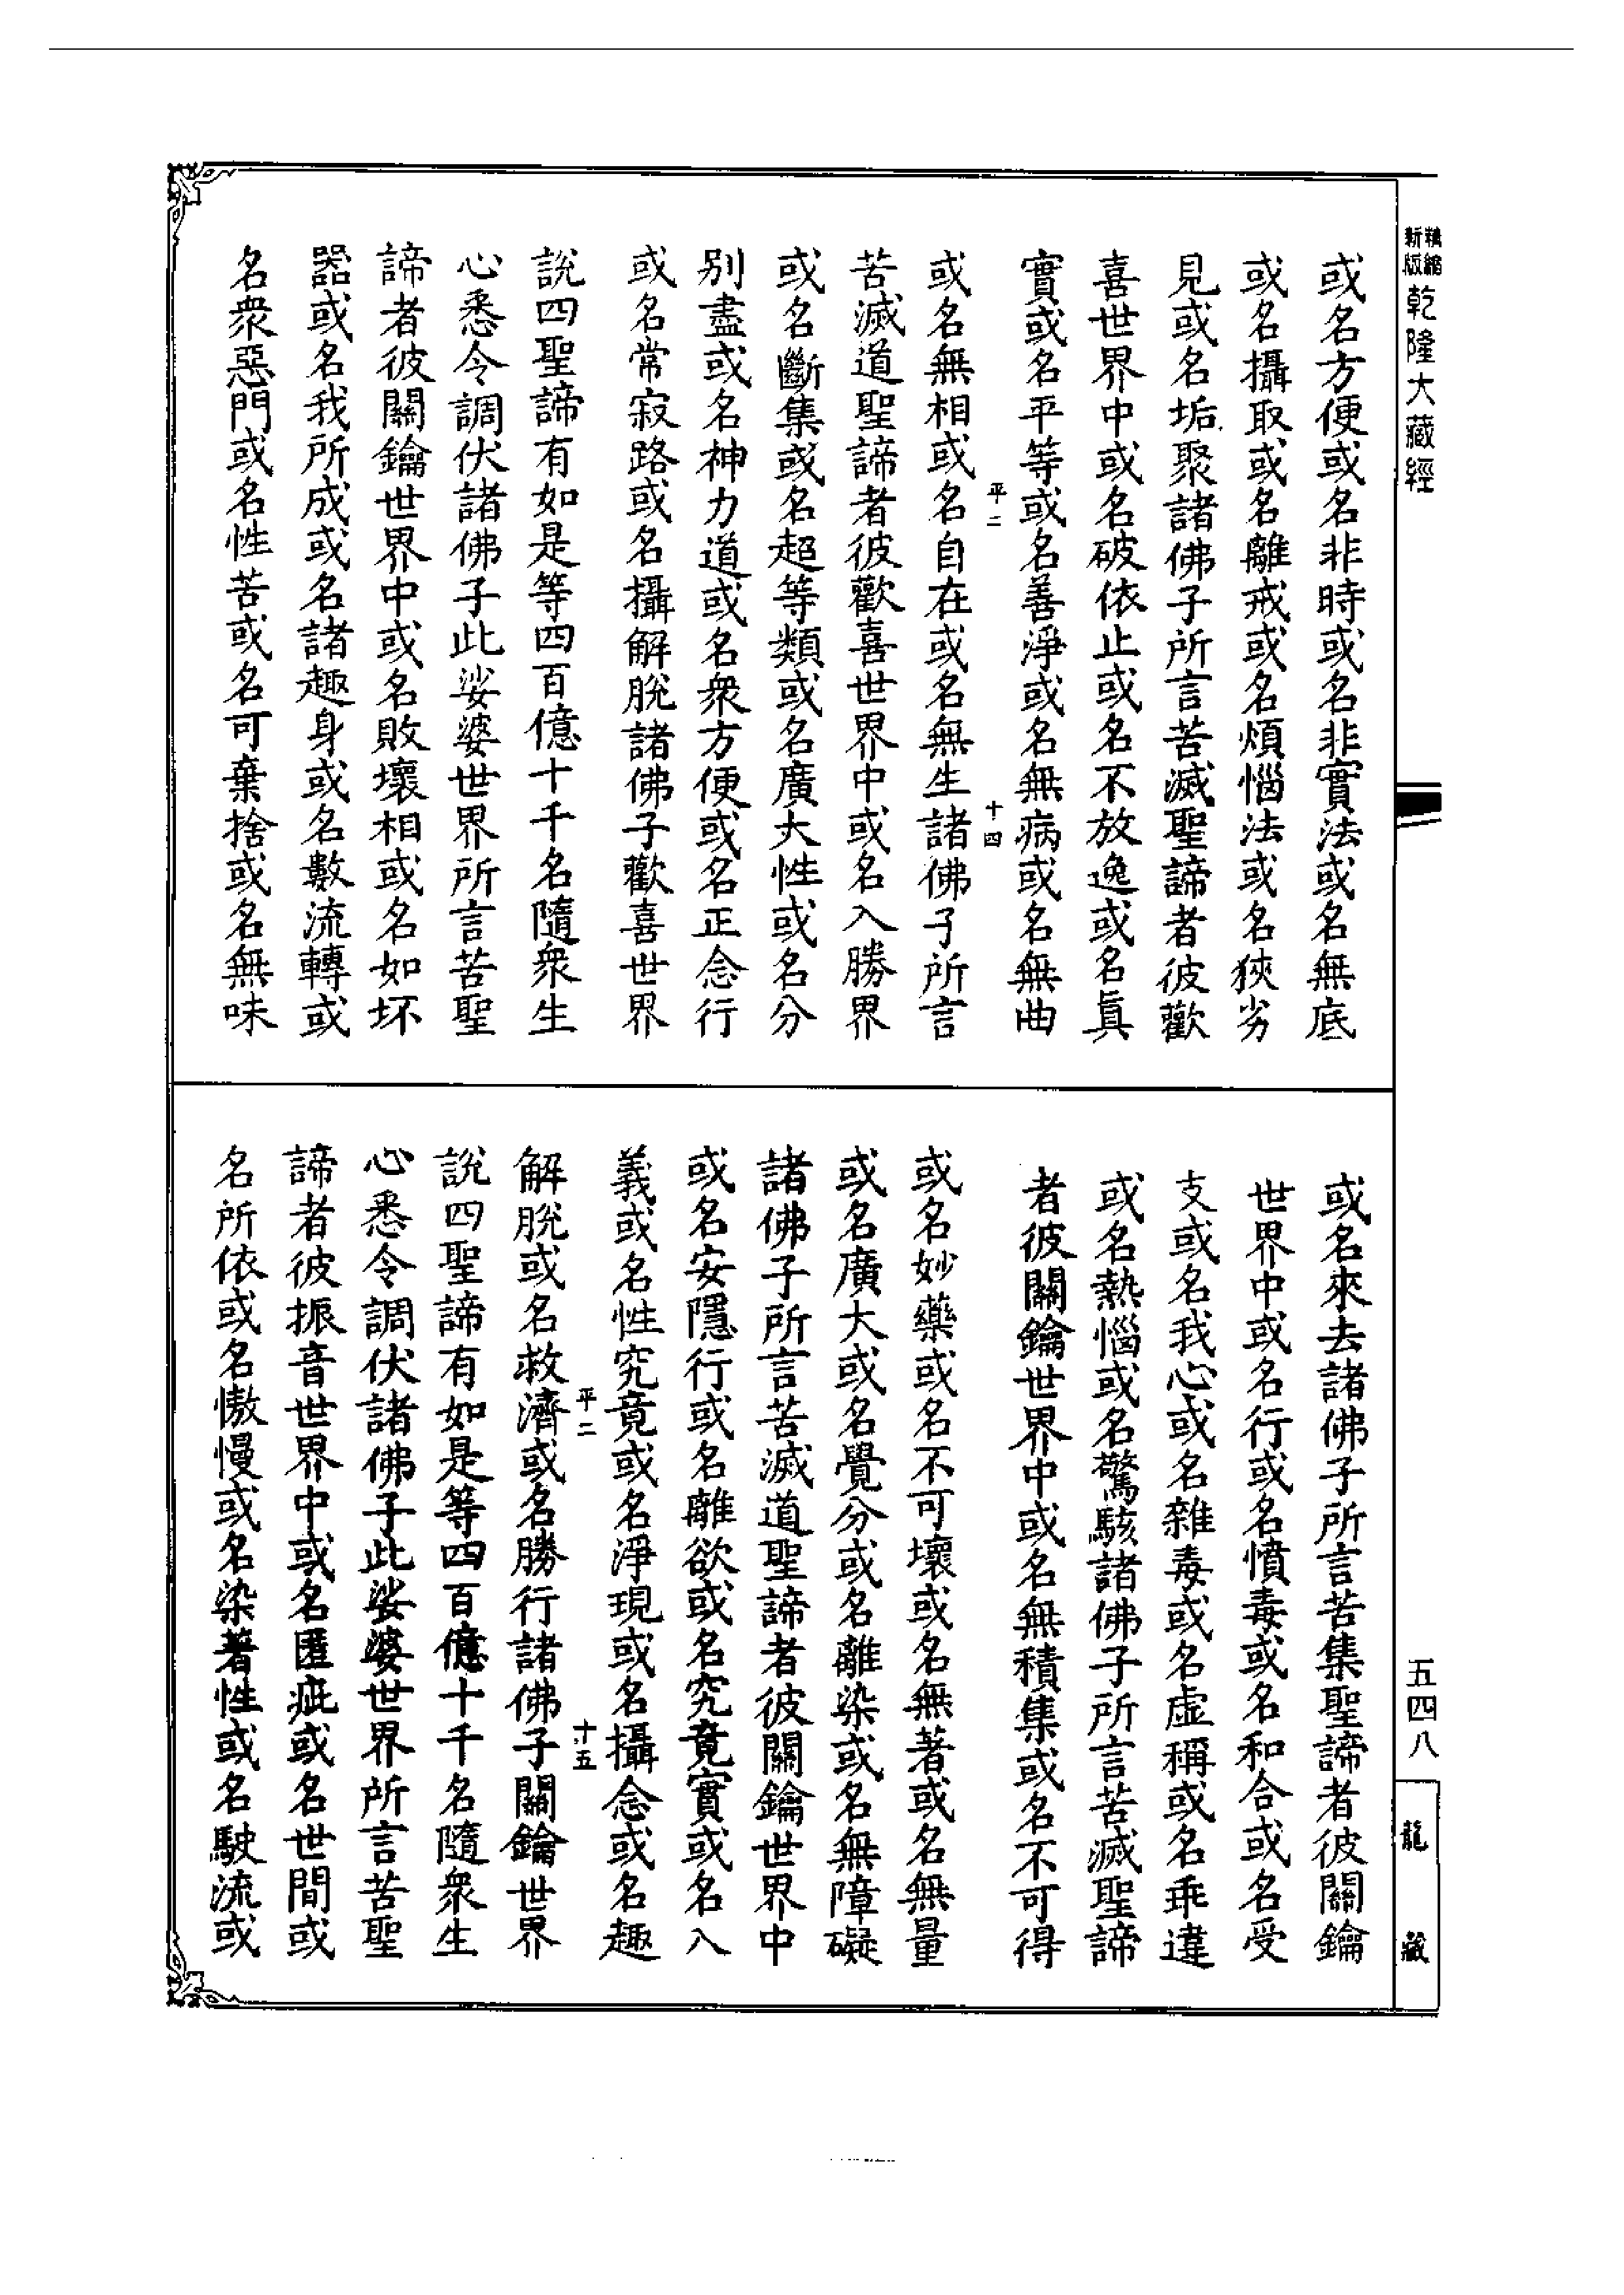 精縮
新版
乾隆大藏經
或名方便或名非時或名非實法或名無底
或名攝取或名離戒或名煩惱法或名狹劣
見或名垢聚諸佛子所言苦滅聖諦者彼歡
喜世界中或名破依止或名不放逸或名眞
實或名平等或名善淨或名無病或名無曲
平二
十四
或名無相或名自在或名無生諸佛子所言
苦滅道聖諦者彼歡喜世界中或名入勝界
或名斷集或名超等類或名廣大性或名分
別盡或名神力道或名衆方便或名正念行
或名常寂路或名攝解脫諸佛子歡喜世界
說四聖諦有如是等四百億十千名隨衆生
心悉令調伏諸佛子此娑婆世界所言苦聖
諦者彼關鑰世界中或名敗壞相或名如坏
器或名我所成或名諸趣身或名數流轉或
名衆惡門或名性苦或名可棄捨或名無味
或名來去諸佛子所言苦集聖諦者彼關鑰
世界中或名行或名憤毒或名和合或名受
支或名我心或名雜毒或名虛稱或名乖違
或名熱惱或名驚駭諸佛子所言苦滅聖諦
者彼關鑰世界中或名無積集或名不可得
或名妙藥或名不可壞或名無著或名無量
或名廣大或名覺分或名離染或名無障礙
諸佛子所言苦滅道聖諦者彼關鑰世界中
或名安隱行或名離欲或名究竟實或名入
義或名性究竟或名淨現或名攝念或名趣
平二
十五
解脫或名救濟或名勝行諸佛子關鑰世界
說四聖諦有如是等四百億十千名隨衆生
心悉令調伏諸佛子此娑婆世界所言苦聖
諦者彼振音世界中或名匿疵或名世間或
名所依或名傲慢或名染著性或名駛流或
五四八
龍藏